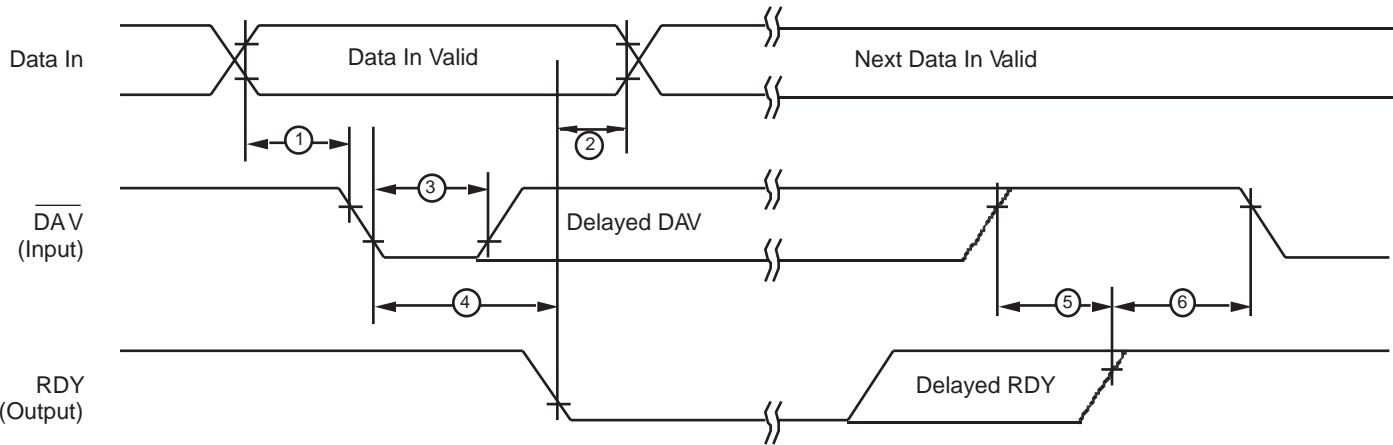 Data In
Data In Valid
Next Data In Valid
1
2
3
DAV
(Input)
Delayed DAV
4
5
6
RDY
(Output)
Delayed RDY